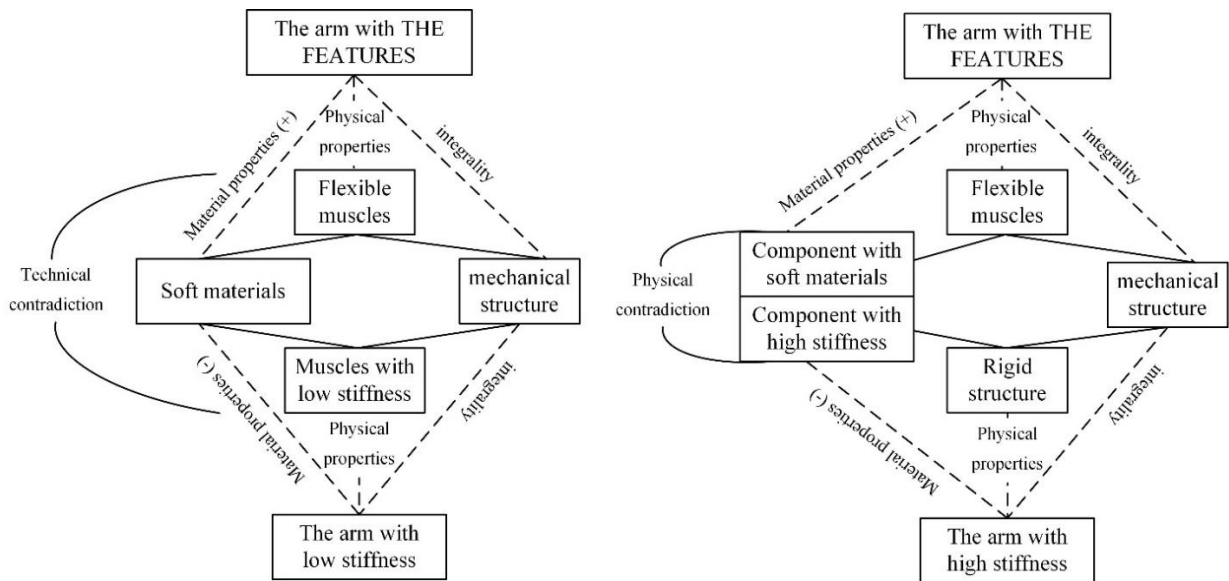 The arm with THE
FEATURES
Material properties (+)
Physical
properties
integrality
Flexible
muscles
Technical
contradiction
Soft materials
mechanical
structure
Muscles with
low stiffness
Material properties (-)
Physical
properties
integrality
The arm with
low stiffness
The arm with THE
FEATURES
Material properties (+)
Physical
properties
integrality
Flexible
muscles
Physical
contradiction
Component with
soft materials
Component with
high stiffness
mechanical
structure
Rigid
structure
Material properties (-)
Physical
properties
integrality
The arm with
high stiffness